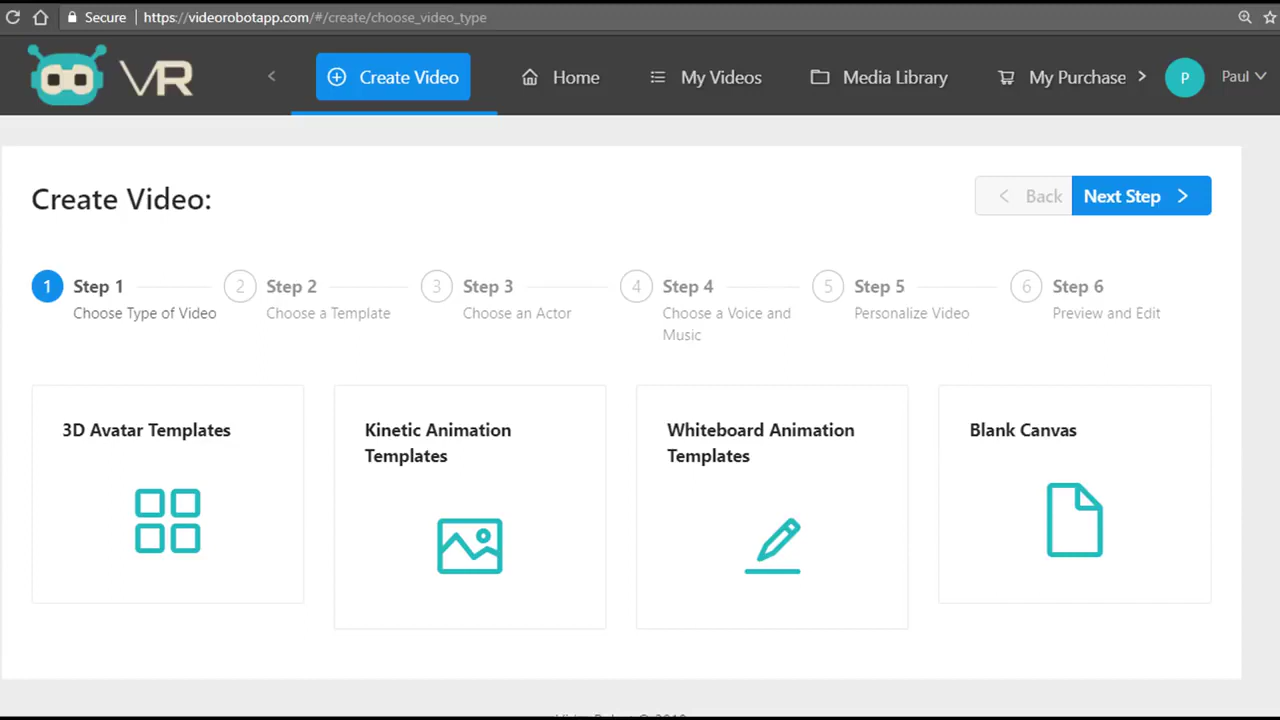 Secure https://videorobotapp.com/#/create/choose_video_type
VR Create Video Home My Videos Media Library My Purchase P Paul
Create Video:
Back Next Step
1 Step 1 2 Step 2 3 Step 3 4 Step 4 5 Step 5 6 Step 6
Choose Type of Video Choose a Template Choose an Actor Choose a Voice and Personalize Video Preview and Edit
Music
3D Avatar Templates Kinetic Animation Whiteboard Animation Blank Canvas
Templates Templates